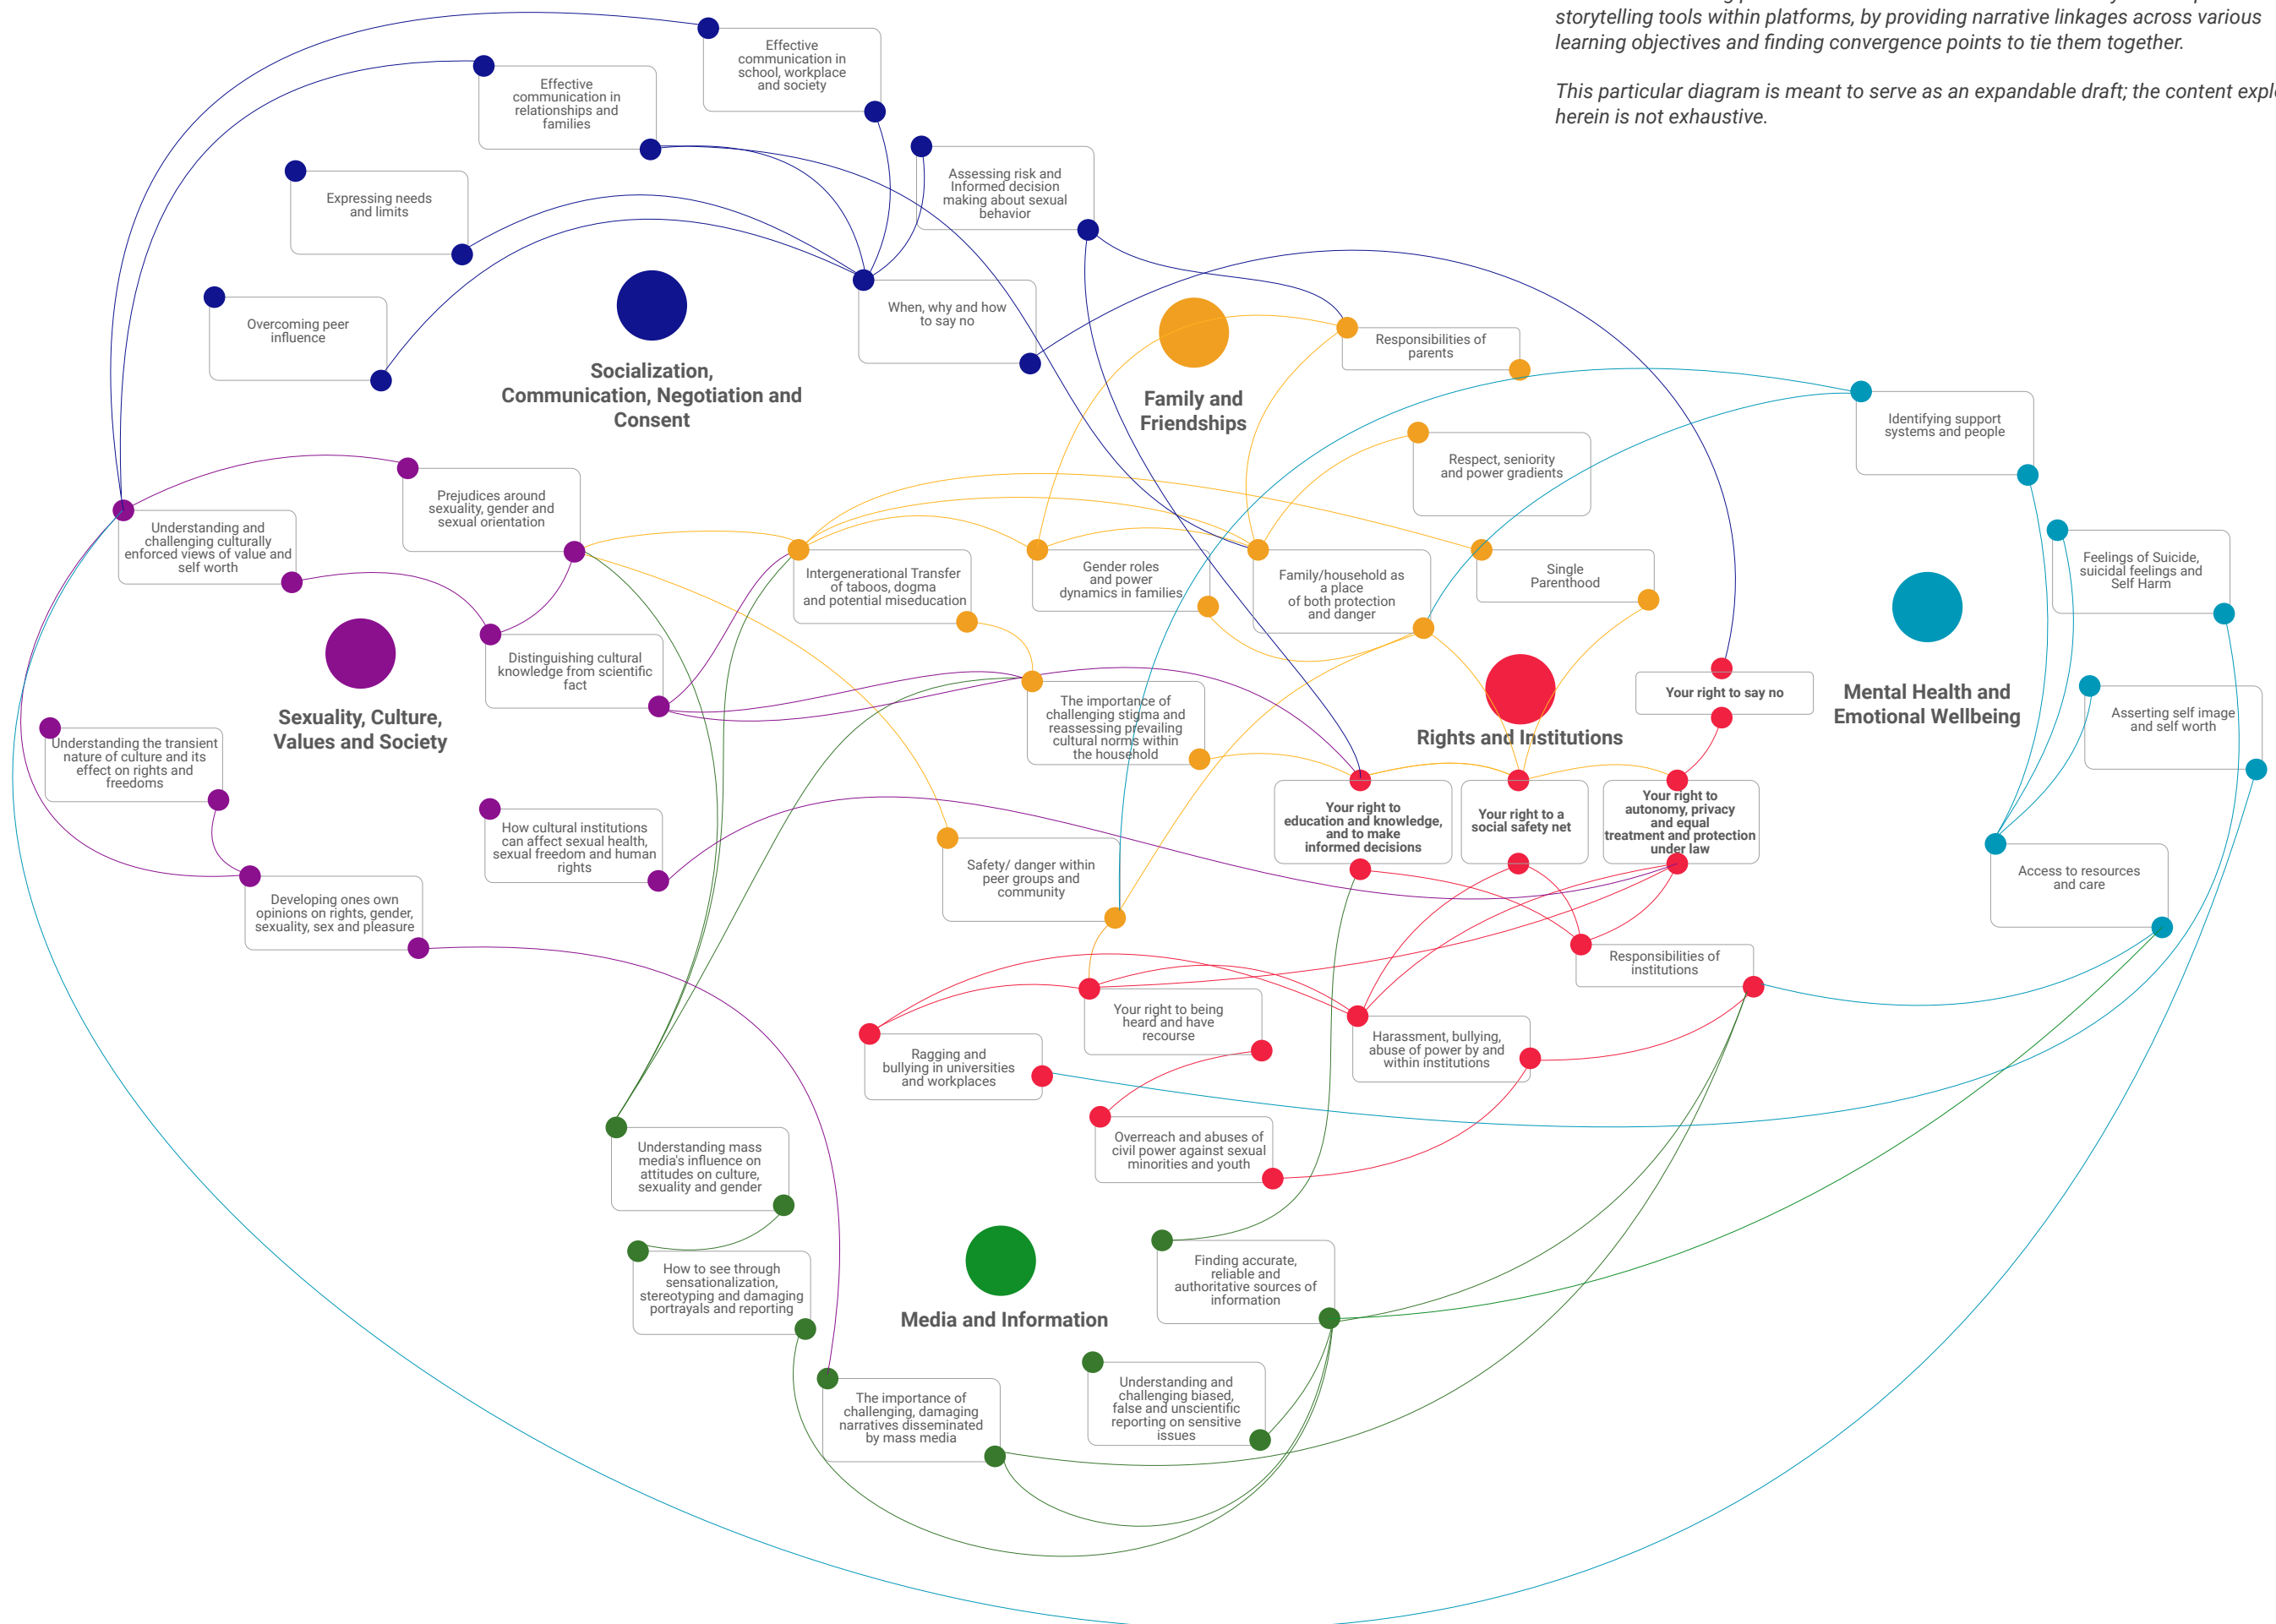 storytelling tools within platforms, by providing narrative linkages across various
learning objectives and finding convergence points to tie them together.
This particular diagram is meant to serve as an expandable draft; the content
herein is not exhaustive.
Effective
communication in
school, workplace
and society
Effective
communication in
relationships and
families
Assessing risk and
Informed decision
making about sexual
behavior
Expressing needs
and limits
When, why and how
to say no
Overcoming peer
influence
Socialization,
Communication, Negotiation and
Consent
Family and
Friendships
Responsibilities of
parents
Respect, seniority
and power gradients
Identifying support
systems and people
Prejudices around
sexuality, gender and
sexual orientation
Understanding and
challenging culturally
enforced views of value and
self worth
Intergenerational Transfer
of taboos, dogma
and potential miseducation
Gender roles
and power
dynamics in families
Family/household as
a place
of both protection
and danger
Single
Parenthood
Feelings of Suicide,
suicidal feelings and
Self Harm
Distinguishing cultural
knowledge from scientific
fact
Sexuality, Culture,
Values and Society
The importance of
challenging stigma and
reassessing prevailing
cultural norms within
the household
Rights and Institutions
Your right to say no
Mental Health and
Emotional Wellbeing
Asserting self image
and self worth
Understanding the transient
nature of culture and its
effect on rights and
freedoms
How cultural institutions
can affect sexual health,
sexual freedom and human
rights
Your right to
education and knowledge,
and to make
informed decisions
Your right to a
social safety net
Your right to
autonomy, privacy
and equal
treatment and protection
under law
Safety/ danger within
peer groups and
community
Access to resources
and care
Developing ones own
opinions on rights, gender,
sexuality, sex and pleasure
Responsibilities of
institutions
Your right to being
heard and have
recourse
Ragging and
bullying in universities
and workplaces
Harassment, bullying,
abuse of power by and
within institutions
Overreach and abuses of
civil power against sexual
minorities and youth
Understanding mass
media's influence on
attitudes on culture,
sexuality and gender
How to see through
sensationalization,
stereotyping and damaging
portrayals and reporting
Media and Information
Finding accurate,
reliable and
authoritative sources of
information
The importance of
challenging, damaging
narratives disseminated
by mass media
Understanding and
challenging biased,
false and unscientific
reporting on sensitive
issues